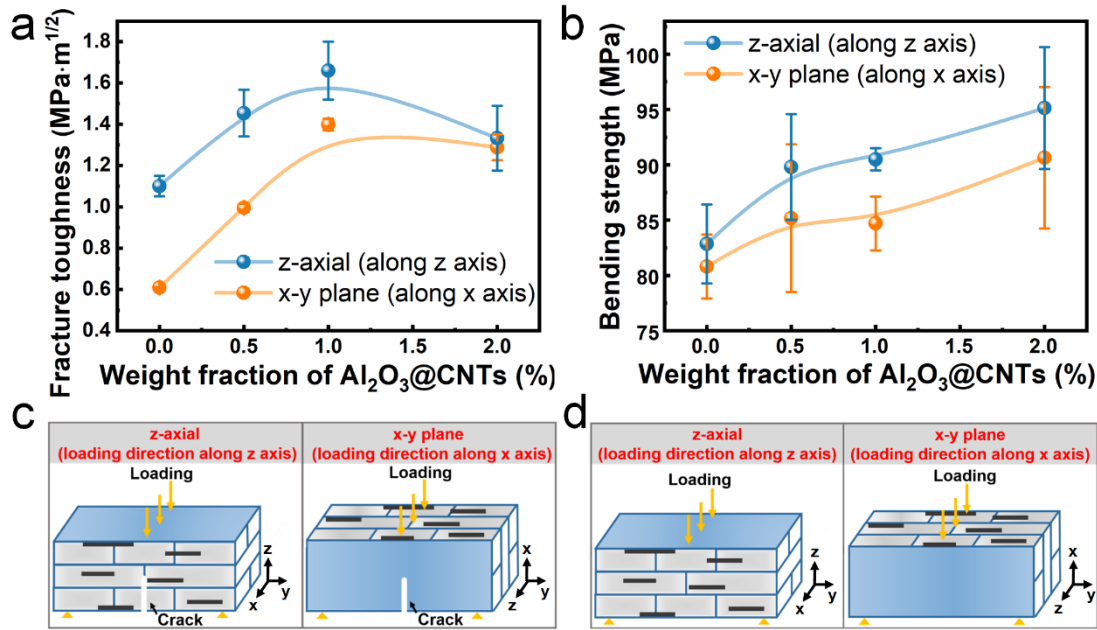 a
Fracture toughness (MPa·m^1/2)
1.8
1.6
1.4
1.2
1.0
0.8
0.6
0.4
z-axial (along z axis)
x-y plane (along x axis)
0.0 0.5 1.0 1.5 2.0
Weight fraction of Al₂O₃@CNTs (%)
b
Bending strength (MPa)
100
95
90
85
80
75
z-axial (along z axis)
x-y plane (along x axis)
0.0 0.5 1.0 1.5 2.0
Weight fraction of Al₂O₃@CNTs (%)
c
z-axial
(loading direction along z axis)
Loading
Crack
z
y
x
x-y plane
(loading direction along x axis)
Loading
Crack
x
y
z
d
z-axial
(loading direction along z axis)
Loading
z
y
x
x-y plane
(loading direction along x axis)
Loading
x
y
z